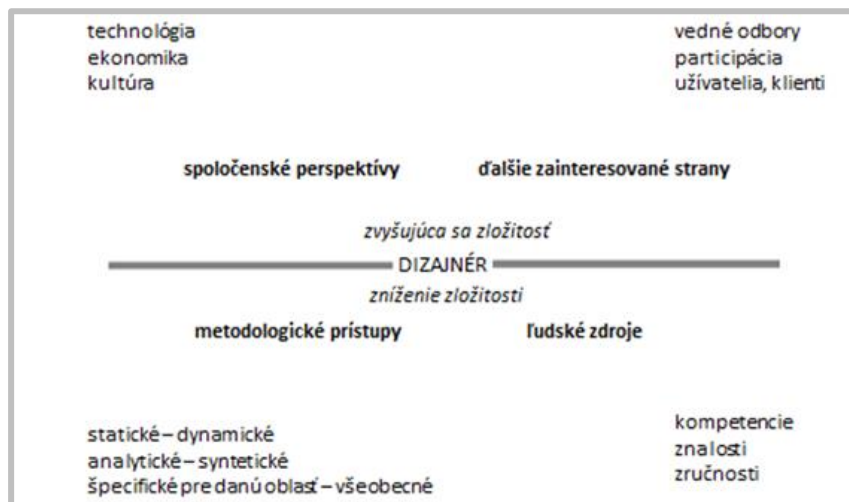 technológia
ekonomika
kultúra
vedné odbory
participácia
užívatelia, klienti
spoločenské perspektívy
ďalšie zainteresované strany
zvyšujúca sa zložitosť
DIZAJNÉR
zníženie zložitosti
metodologické prístupy
ľudské zdroje
statické – dynamické
analytické – syntetické
špecifické pre danú oblasť – všeobecné
kompetencie
znalosti
zručnosti